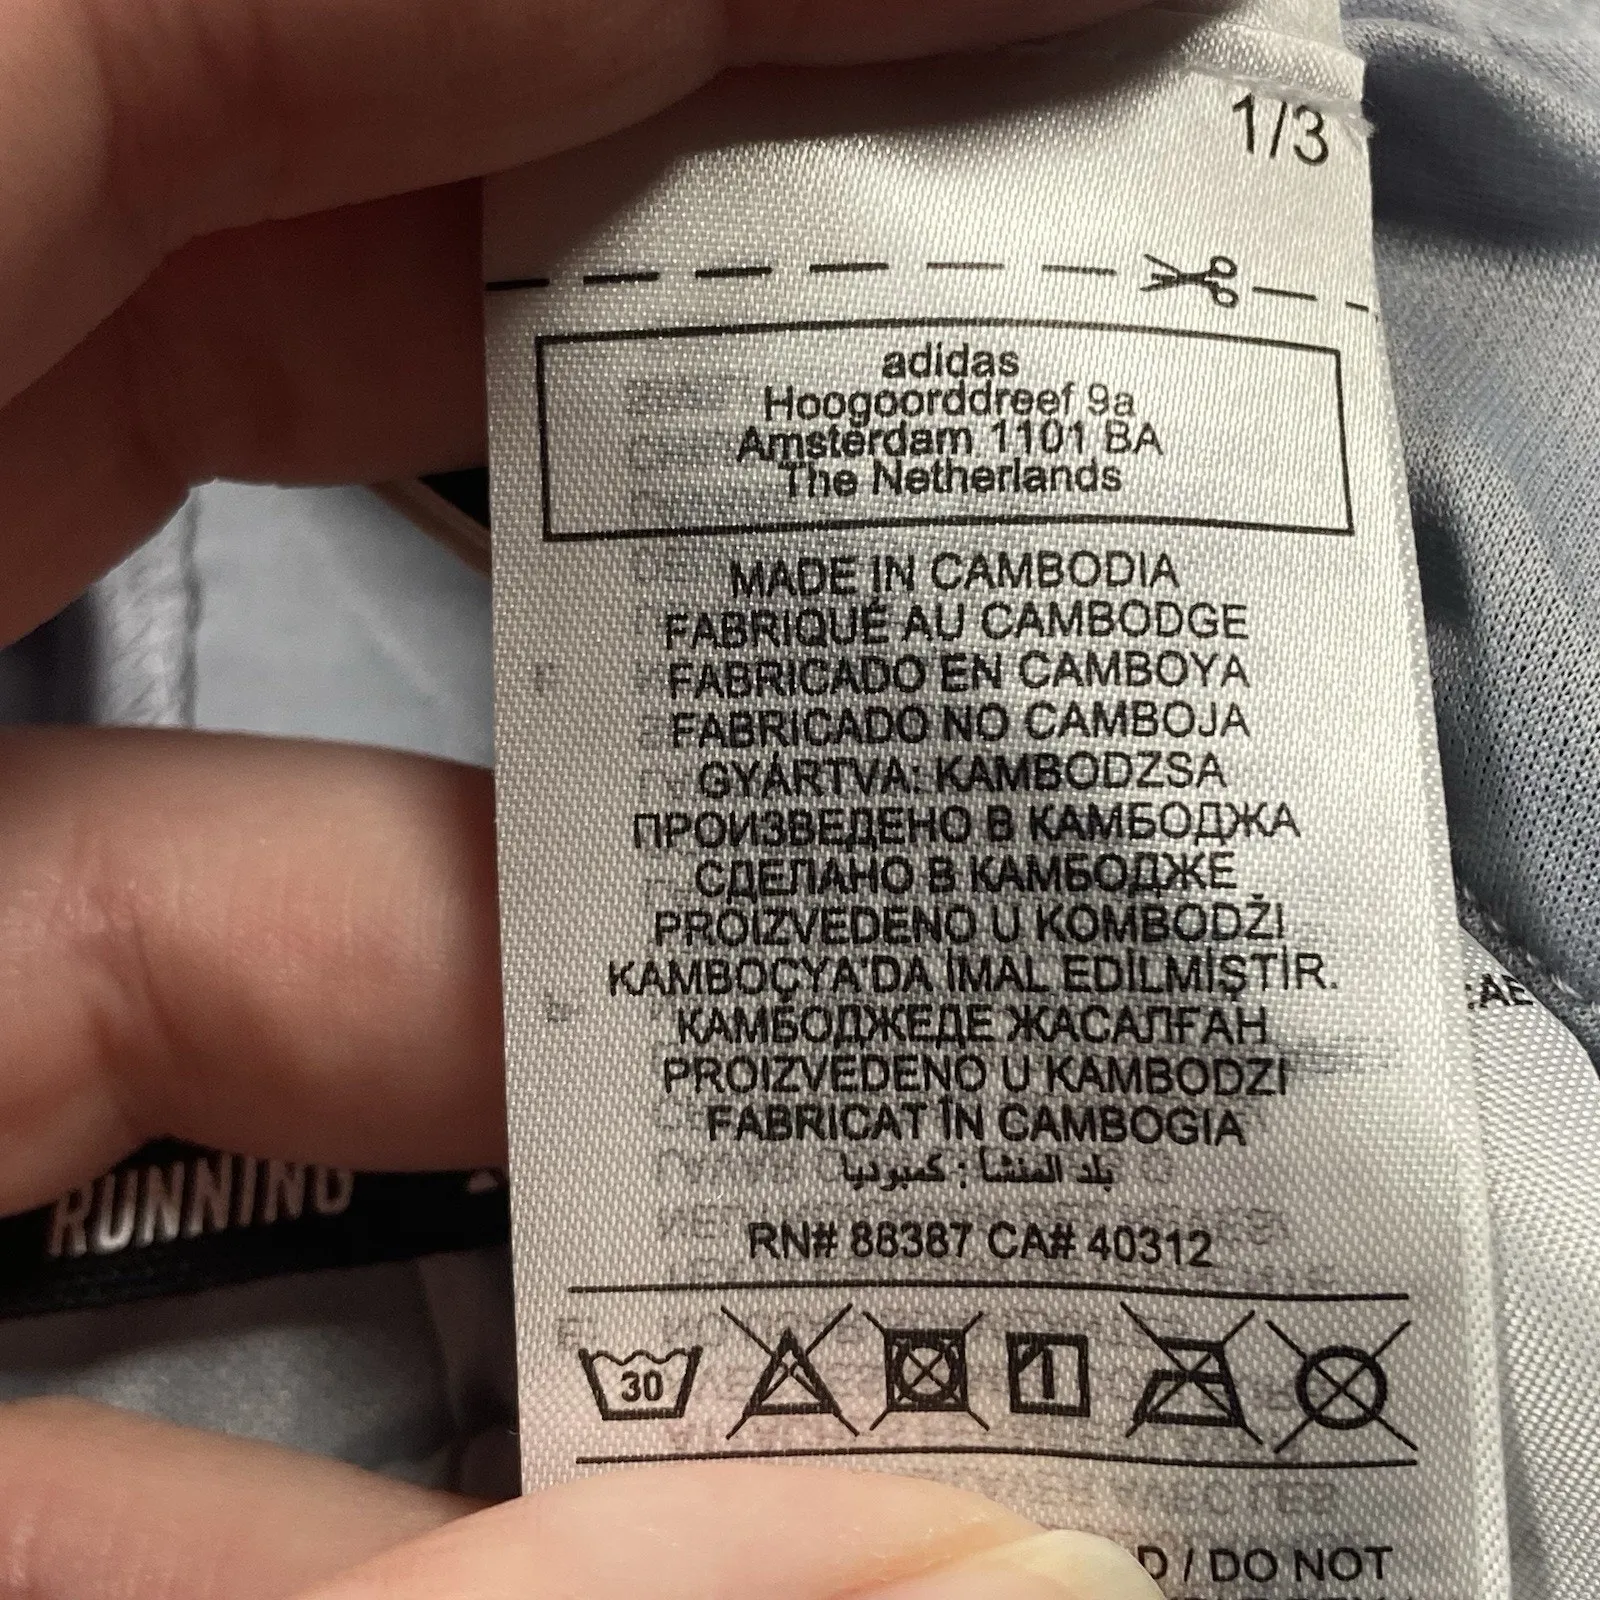 1/3
adidas
Hoogoorddreef 9a
Amsterdam 1101 BA
The Netherlands
MADE IN CAMBODIA
FABRIQUÉ AU CAMBODGE
FABRICADO EN CAMBOYA
FABRICADO NO CAMBOJA
GYÁRTVA: KAMBODZSA
ПРОИЗВЕДЕНО В КАМБОДЖА
СДЕЛАНО В КАМБОДЖЕ
PROIZVEDENO U KOMBODŽI
KAMBOÇYA'DA İMAL EDİLMİŞTİR.
КАМБОДЖЕДЕ ЖАСАЛҒАН
PROIZVEDENO U KAMBODZI
FABRICAT ÎN CAMBOGIA
بلد المنشأ : كمبوديا
RN# 88387 CA# 40312
30
1
D / DO NOT
RUNNING